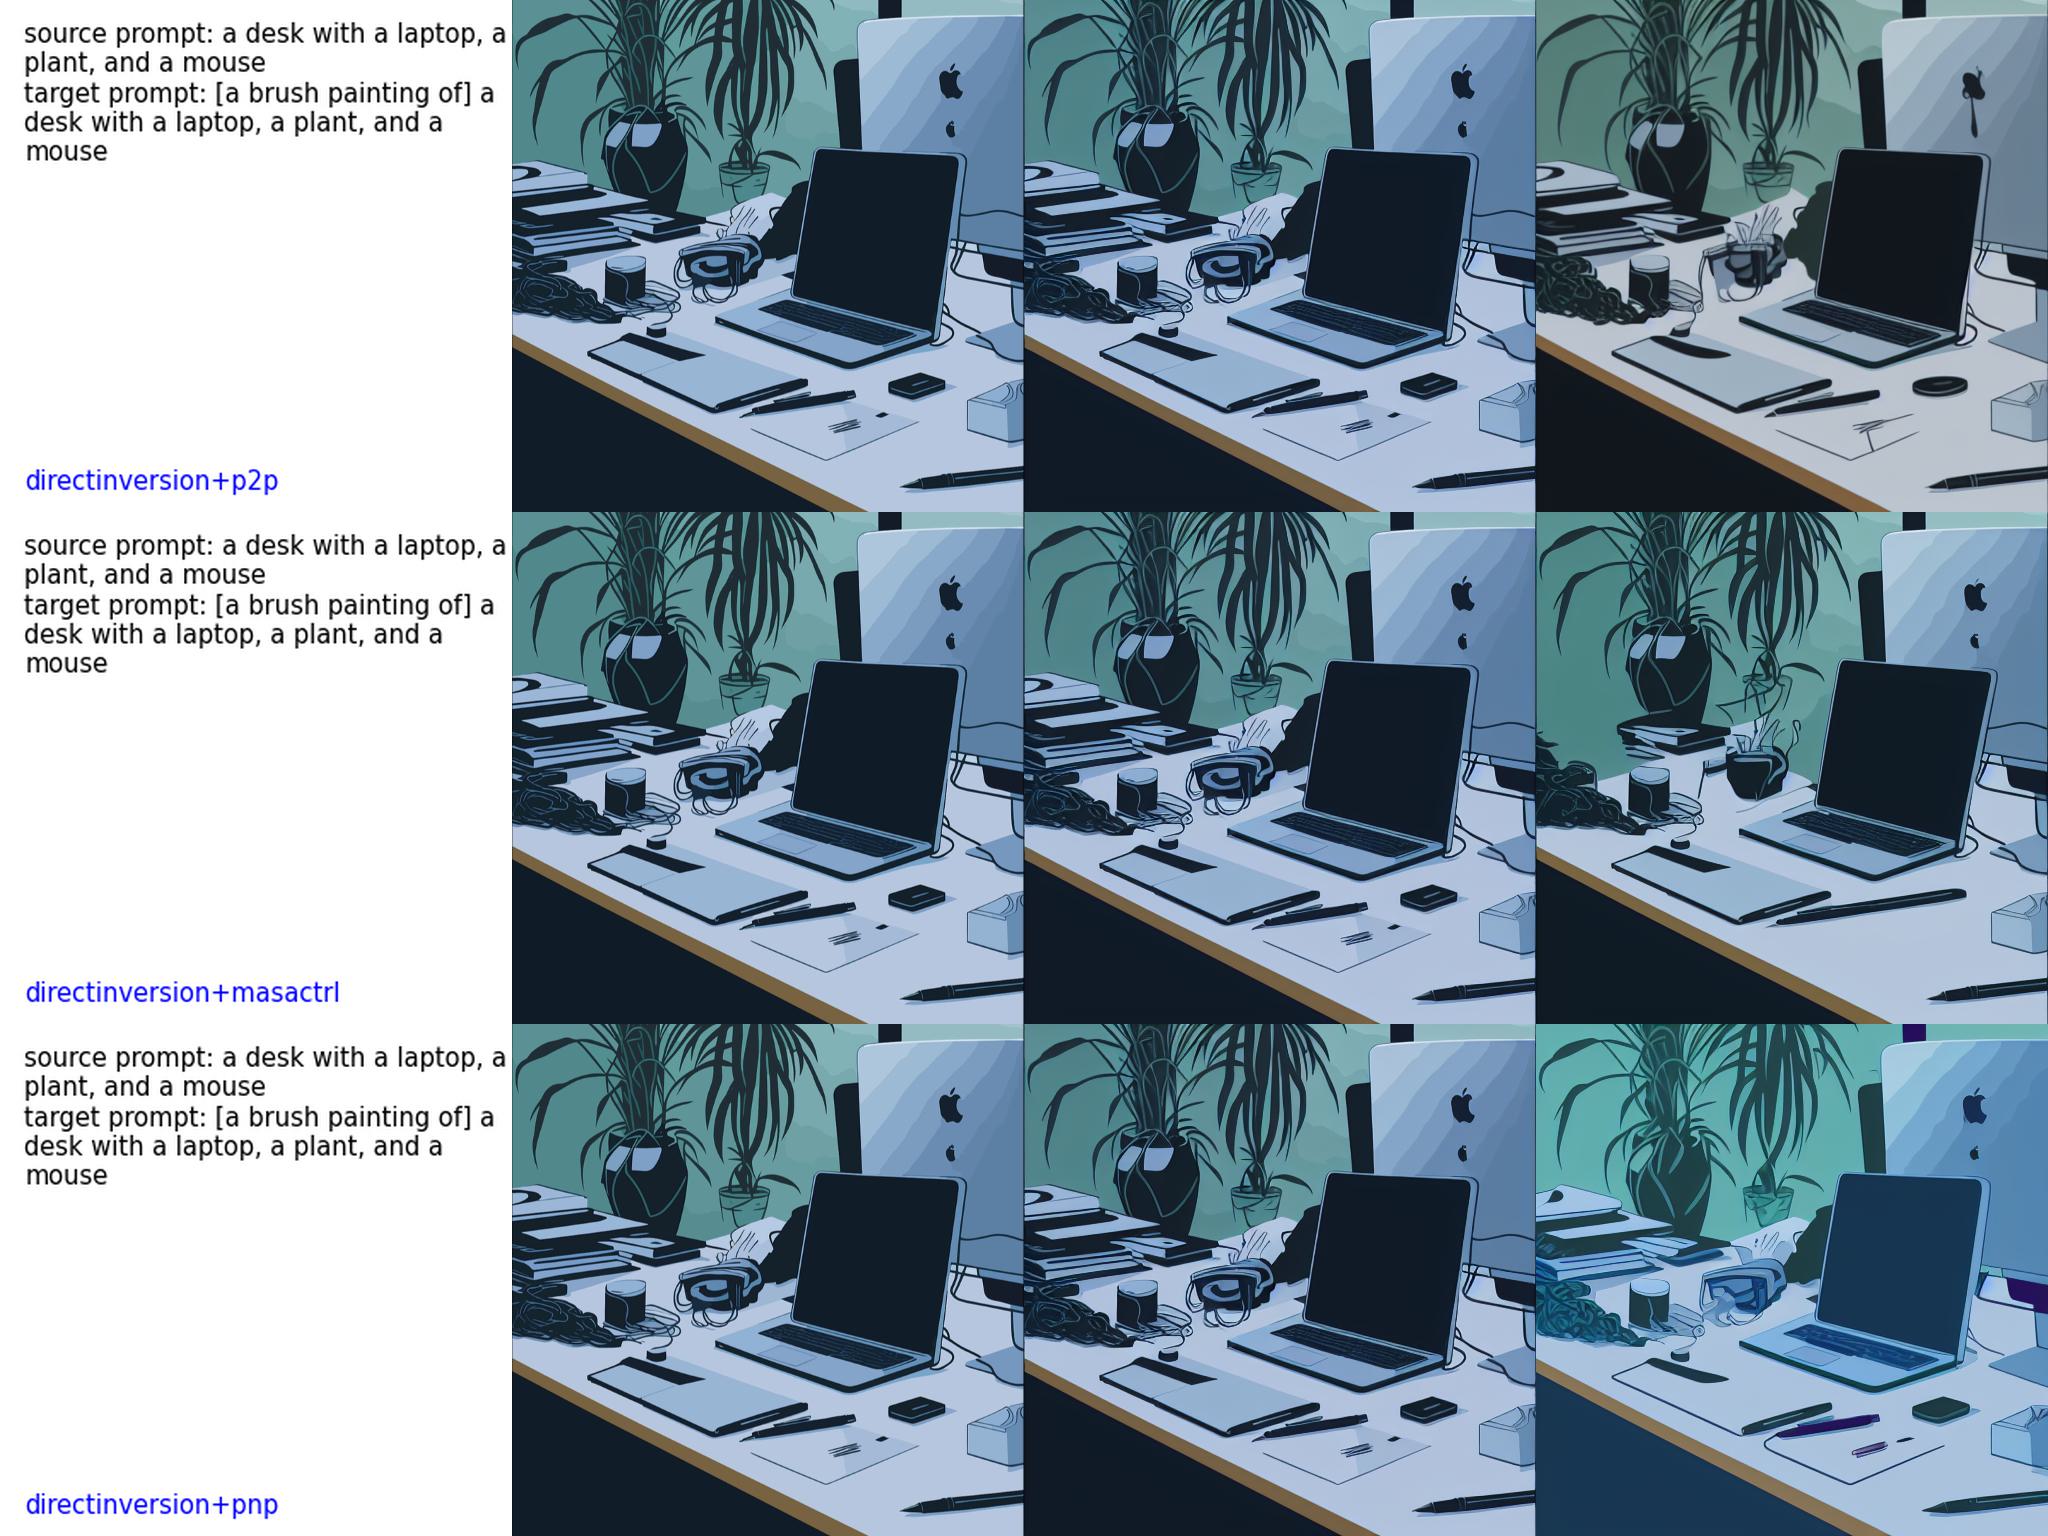 source prompt: a desk with a laptop, a
plant, and a mouse
target prompt: [a brush painting of] a
desk with a laptop, a plant, and a
mouse
directinversion+p2p
source prompt: a desk with a laptop, a
plant, and a mouse
target prompt: [a brush painting of] a
desk with a laptop, a plant, and a
mouse
directinversion+masactrl
source prompt: a desk with a laptop, a
plant, and a mouse
target prompt: [a brush painting of] a
desk with a laptop, a plant, and a
mouse
directinversion+pnp